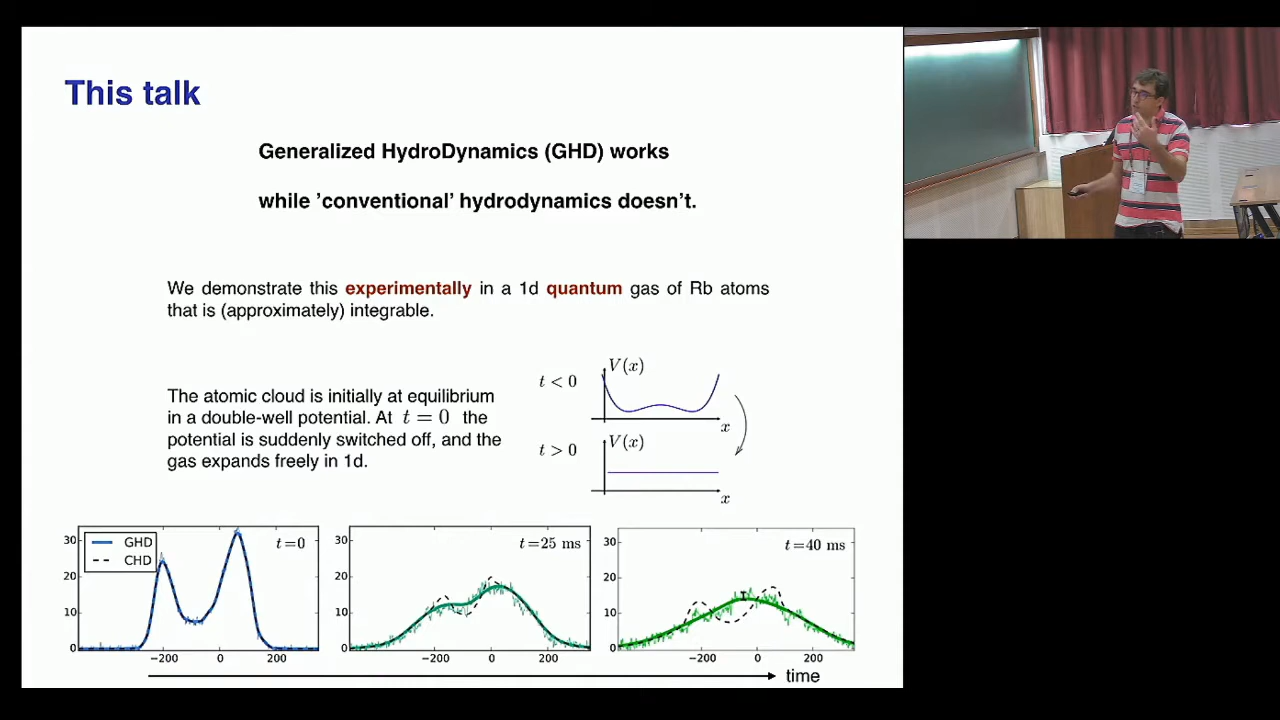 This talk
Generalized HydroDynamics (GHD) works
while 'conventional' hydrodynamics doesn't.
We demonstrate this experimentally in a 1d quantum gas of Rb atoms
that is (approximately) integrable.
The atomic cloud is initially at equilibrium
in a double-well potential. At t = 0 the
potential is suddenly switched off, and the
gas expands freely in 1d.
t < 0
V(x)
x
t > 0
V(x)
x
GHD
CHD
t=0
30
20
10
0
−200 0 200
t=25 ms
30
20
10
0
−200 0 200
t=40 ms
30
20
10
0
−200 0 200
time